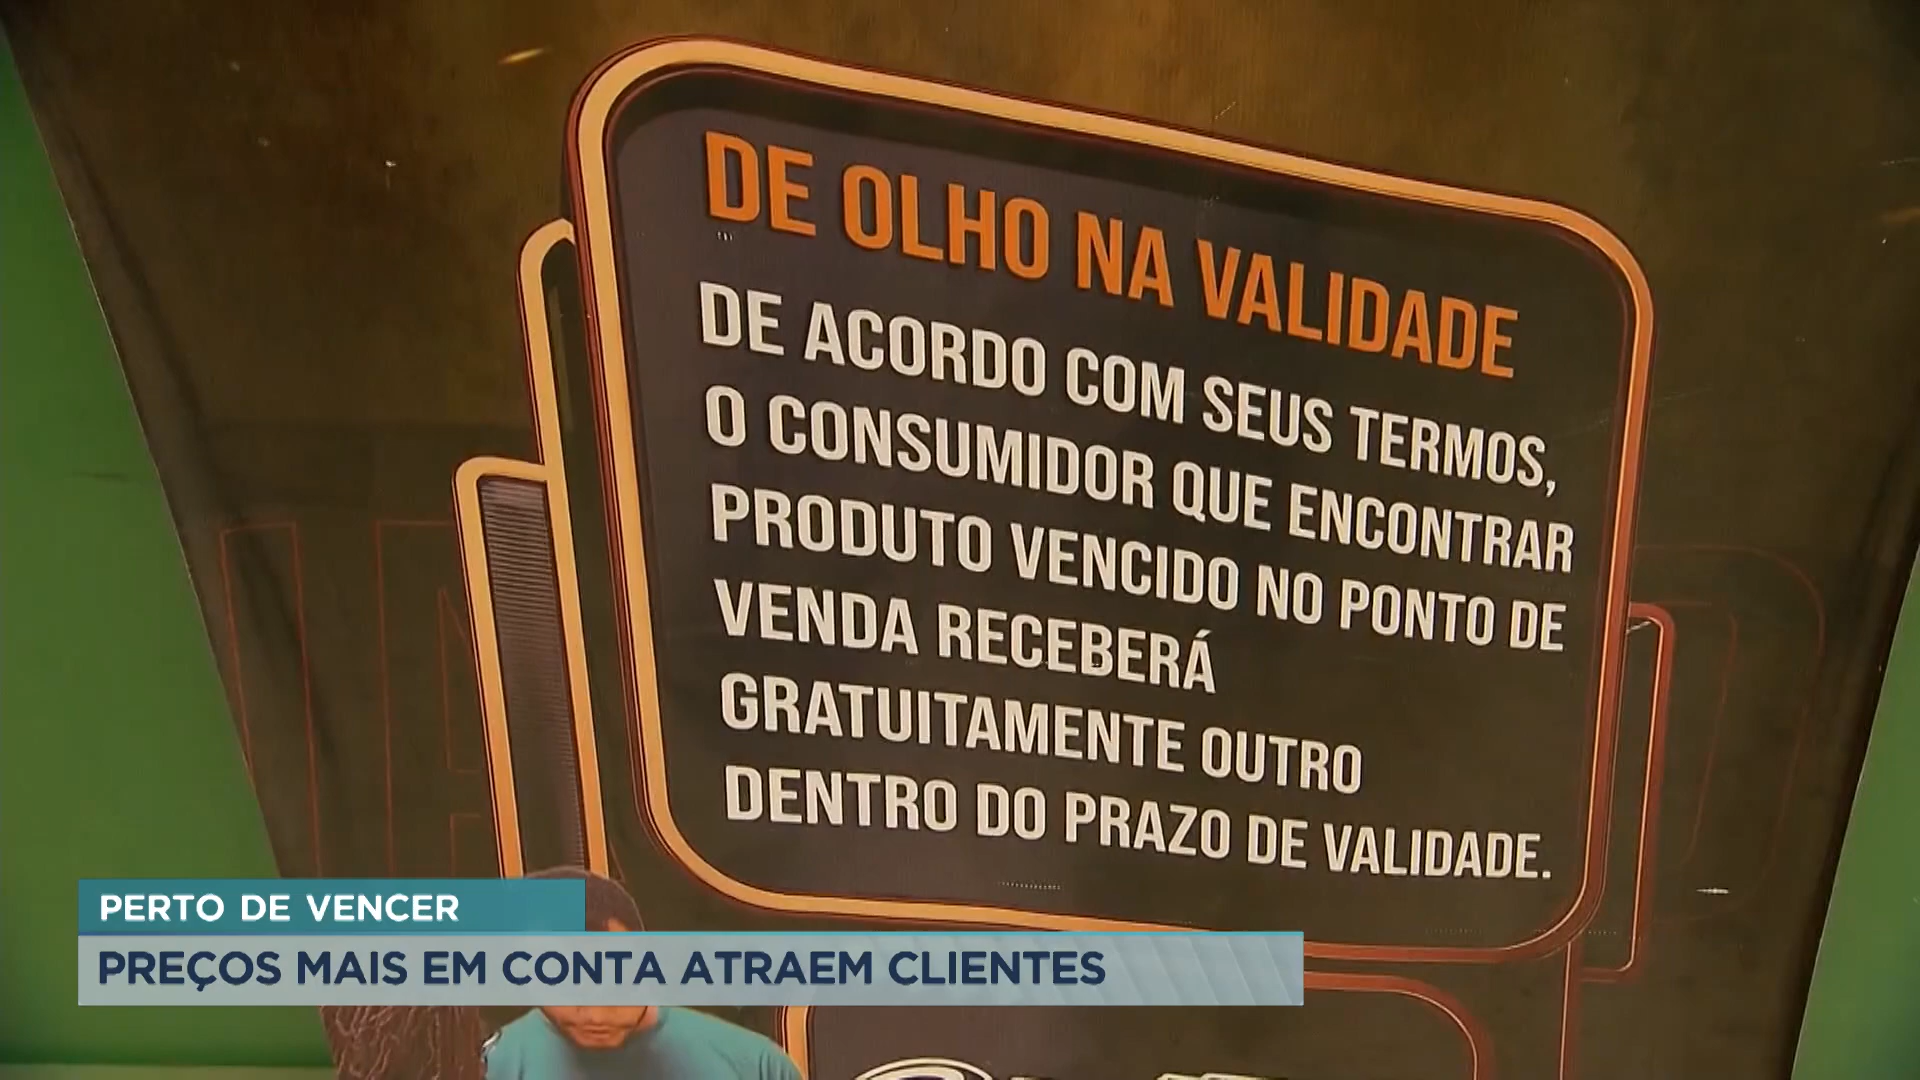 DE OLHO NA VALIDADE
DE ACORDO COM SEUS TERMOS,
O CONSUMIDOR QUE ENCONTRAR
PRODUTO VENCIDO NO PONTO DE
VENDA RECEBERÁ
GRATUITAMENTE OUTRO
DENTRO DO PRAZO DE VALIDADE.
PERTO DE VENCER
PREÇOS MAIS EM CONTA ATRAEM CLIENTES